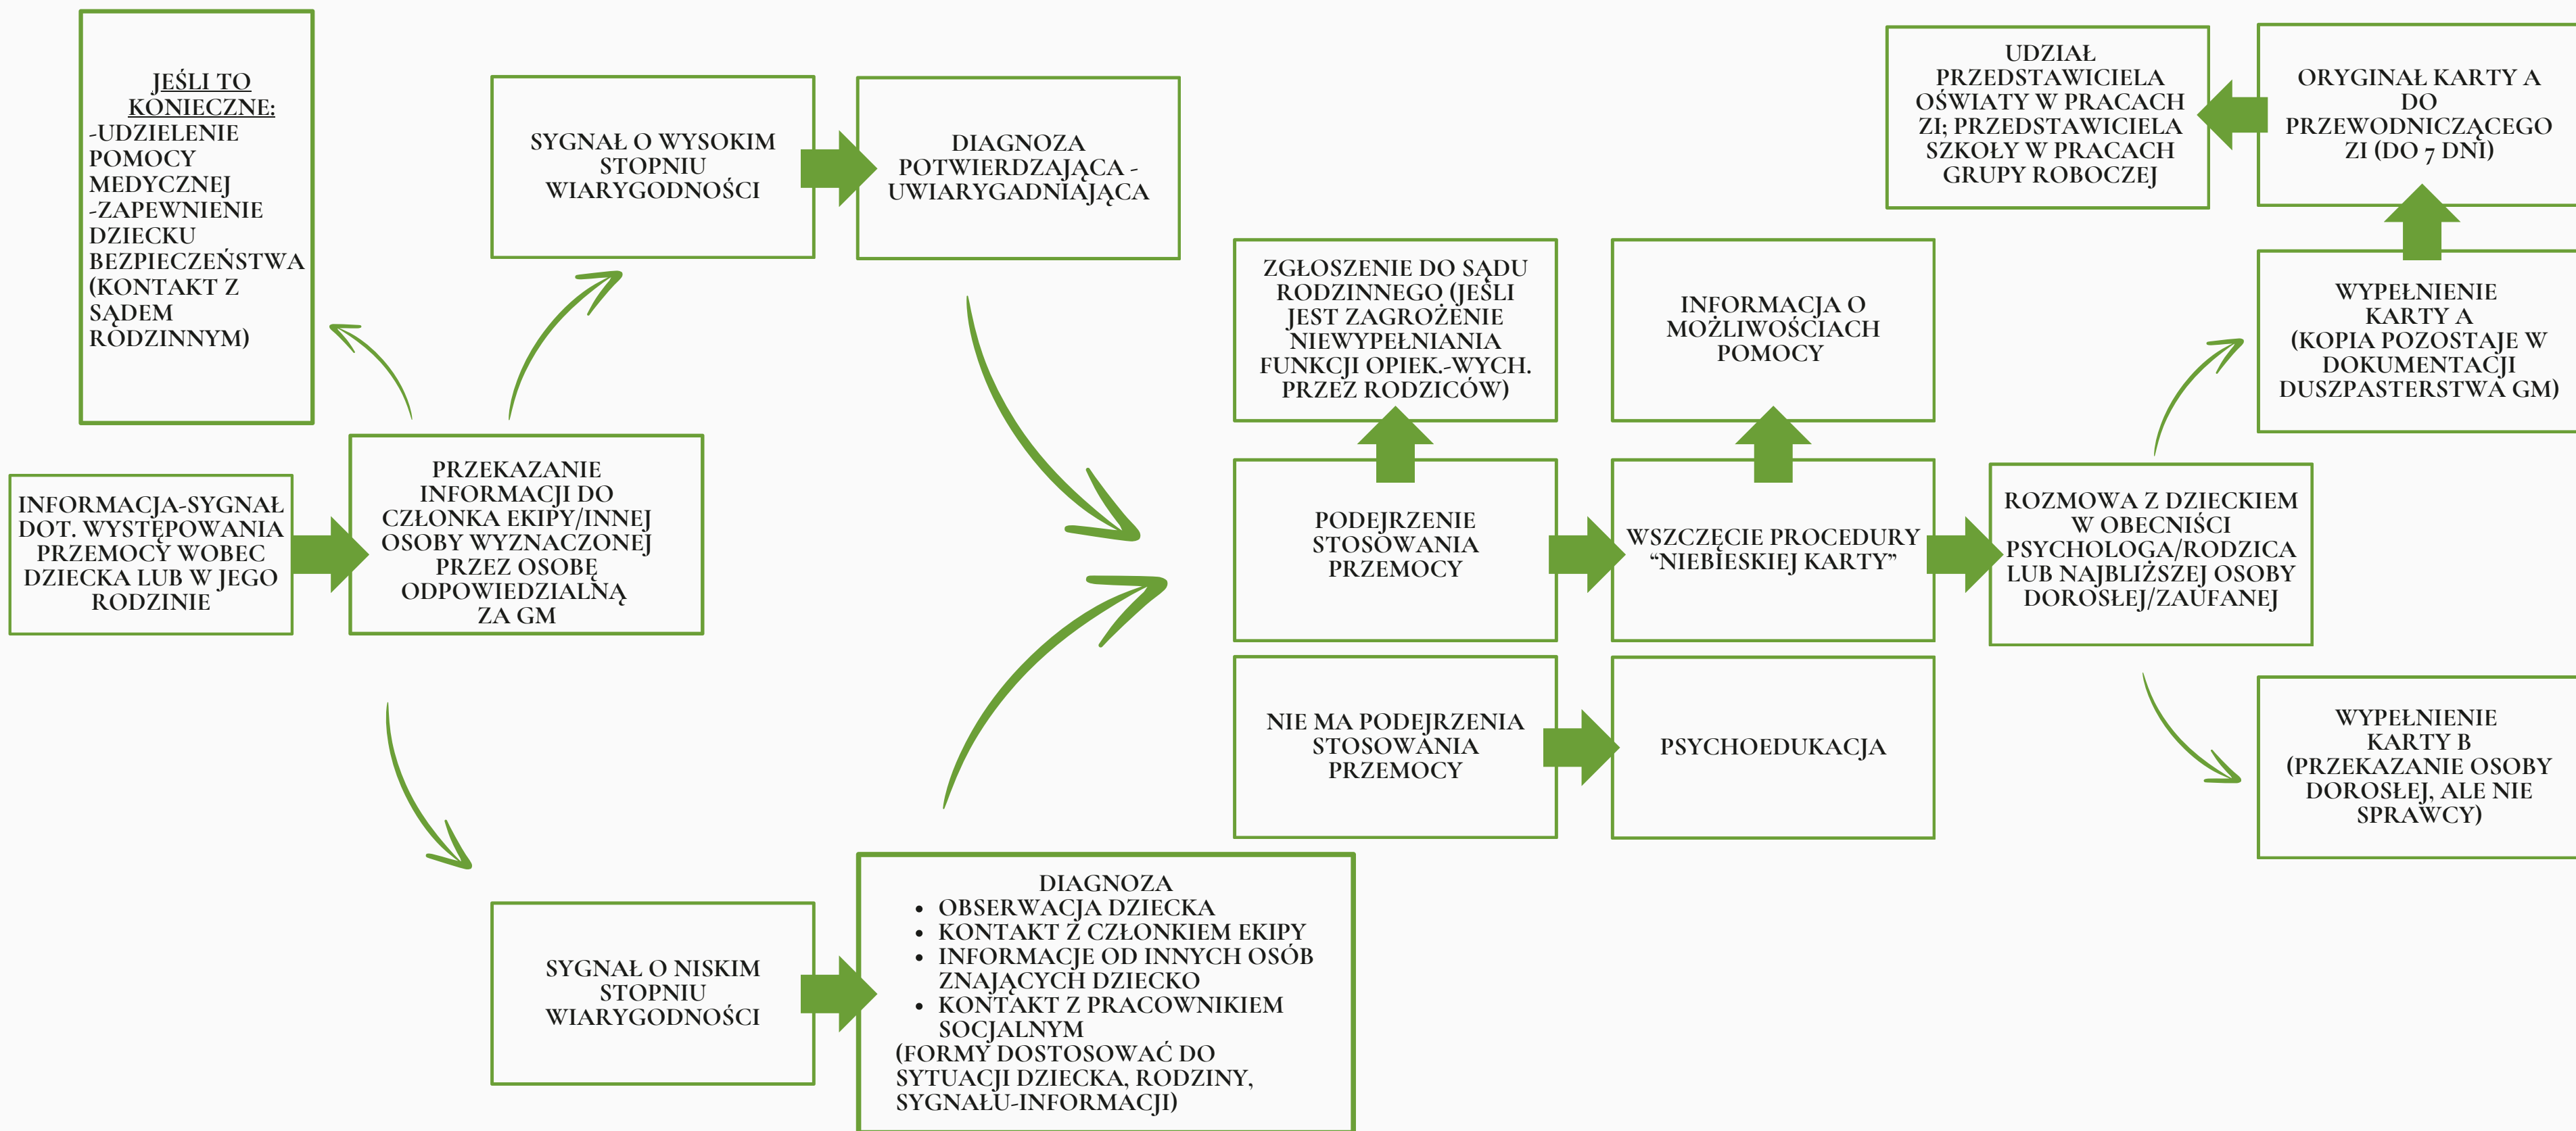 JEŚLI TO
KONIECZNE:
-UDZIELENIE
POMOCY
MEDYCZNEJ
-ZAPEWNIENIE
DZIECKU
BEZPIECZEŃSTWA
(KONTAKT Z
SĄDEM
RODZINNYM)
INFORMACJA-SYGNAŁ
DOT. WYSTĘPOWANIA
PRZEMOCY WOBEC
DZIECKA LUB W JEGO
RODZINIE
PRZEKAZANIE
INFORMACJI DO
CZŁONKA EKIPY/INNEJ
OSOBY WYZNACZONEJ
PRZEZ OSOBĘ
ODPOWIEDZIALNĄ
ZA GM
SYGNAŁ O WYSOKIM
STOPNIU
WIARYGODNOŚCI
DIAGNOZA
POTWIERDZAJĄCA -
UWIARYGADNIAJĄCA
SYGNAŁ O NISKIM
STOPNIU
WIARYGODNOŚCI
DIAGNOZA
• OBSERWACJA DZIECKA
• KONTAKT Z CZŁONKIEM EKIPY
• INFORMACJE OD INNYCH OSÓB
ZNAJĄCYCH DZIECKO
• KONTAKT Z PRACOWNIKIEM
SOCJALNYM
(FORMY DOSTOSOWAĆ DO
SYTUACJI DZIECKA, RODZINY,
SYGNAŁU-INFORMACJI)
ZGŁOSZENIE DO SĄDU
RODZINNEGO (JEŚLI
JEST ZAGROŻENIE
NIEWYPEŁNIANIA
FUNKCJI OPIEK.-WYCH.
PRZEZ RODZICÓW)
INFORMACJA O
MOŻLIWOŚCIACH
POMOCY
PODEJRZENIE
STOSOWANIA
PRZEMOCY
WSZCZĘCIE PROCEDURY
“NIEBIESKIEJ KARTY”
NIE MA PODEJRZENIA
STOSOWANIA
PRZEMOCY
PSYCHOEDUKACJA
ROZMOWA Z DZIECKIEM
W OBECNIŚCI
PSYCHOLOGA/RODZICA
LUB NAJBLIŻSZEJ OSOBY
DOROSŁEJ/ZAUFANEJ
UDZIAŁ
PRZEDSTAWICIELA
OŚWIATY W PRACACH
ZI; PRZEDSTAWICIELA
SZKOŁY W PRACACH
GRUPY ROBOCZEJ
ORYGINAŁ KARTY A
DO
PRZEWODNICZĄCEGO
ZI (DO 7 DNI)
WYPEŁNIENIE
KARTY A
(KOPIA POZOSTAJE W
DOKUMENTACJI
DUSZPASTERSTWA GM)
WYPEŁNIENIE
KARTY B
(PRZEKAZANIE OSOBY
DOROSŁEJ, ALE NIE
SPRAWCY)